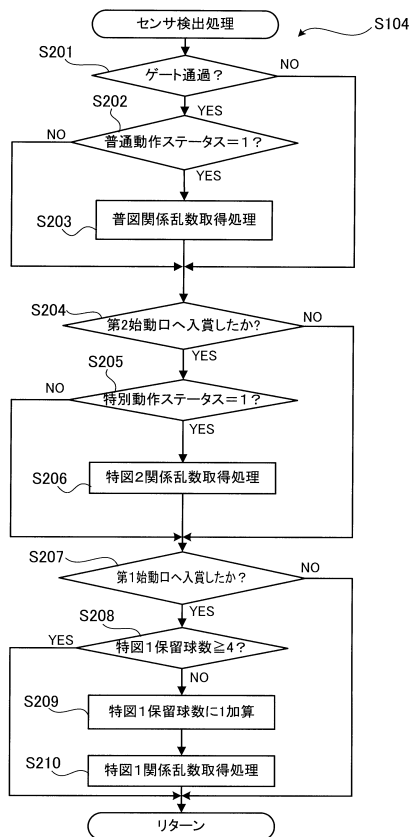 センサ検出処理
S104
S201
ゲート通過？
NO
YES
S202
普通動作ステータス＝1？
NO
YES
S203
普図関係乱数取得処理
S204
第2始動口へ入賞したか?
NO
YES
S205
特別動作ステータス＝1？
NO
YES
S206
特図2関係乱数取得処理
S207
第1始動口へ入賞したか？
NO
YES
S208
特図1保留球数≧4？
YES
NO
S209
特図1保留球数に1加算
S210
特図1関係乱数取得処理
リターン